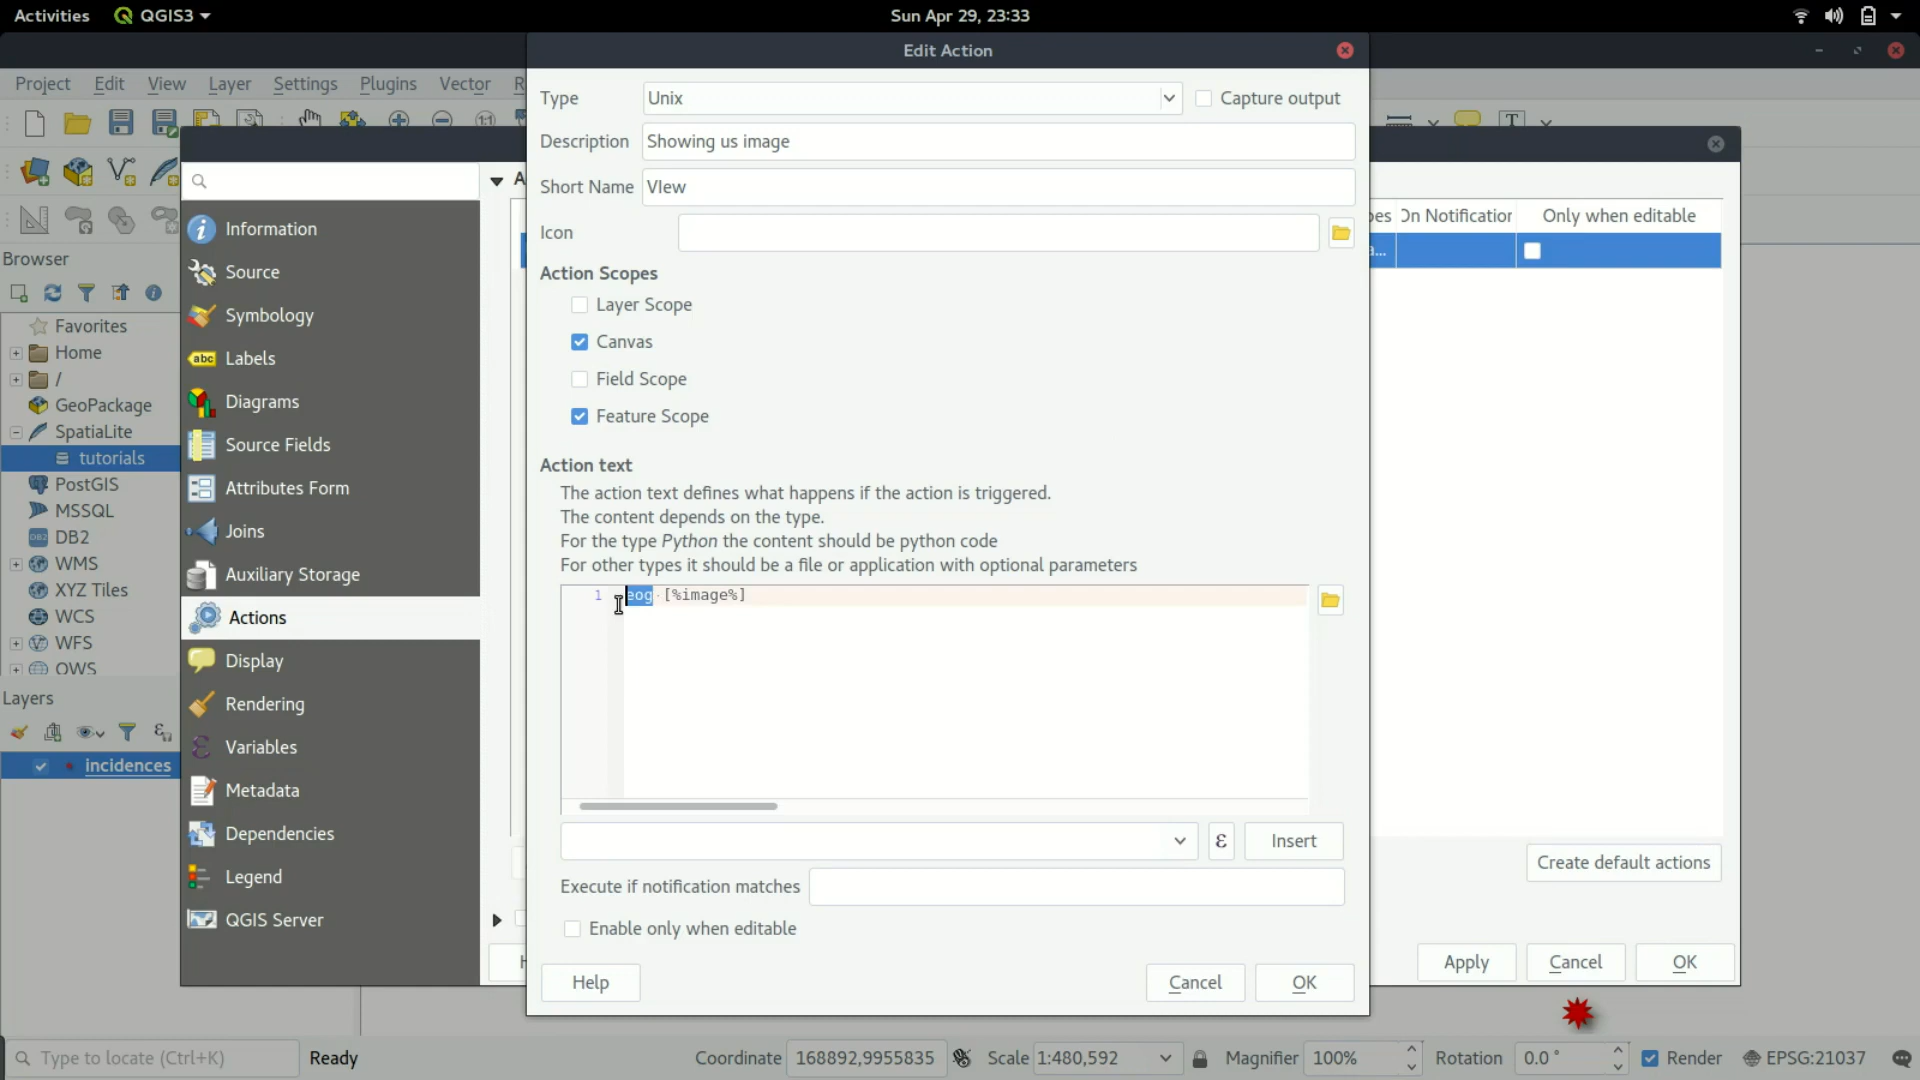 Activities QGIS3 Sun Apr 29, 23:33
Edit Action
Project Edit View Layer Settings Plugins Vector
Type Unix Capture output
Description Showing us image
Short Name VIew
Icon
Action Scopes
Layer Scope
Canvas
Field Scope
Feature Scope
Action text
The action text defines what happens if the action is triggered.
The content depends on the type.
For the type Python the content should be python code
For other types it should be a file or application with optional parameters
1 eog [%image%]
Insert
Execute if notification matches
Enable only when editable
Help Cancel OK
Information
Source
Symbology
abc Labels
Diagrams
Source Fields
Attributes Form
Joins
Auxiliary Storage
Actions
Display
Rendering
Variables
Metadata
Dependencies
Legend
QGIS Server
On Notification Only when editable
Create default actions
Apply Cancel OK
Browser
Favorites
Home
/
GeoPackage
SpatiaLite
tutorials
PostGIS
MSSQL
DB2
WMS
XYZ Tiles
WCS
WFS
OWS
Layers
incidences
Type to locate (Ctrl+K) Ready Coordinate 168892,9955835 Scale 1:480,592 Magnifier 100% Rotation 0.0 ° Render EPSG:21037